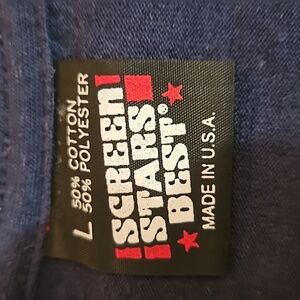 SCREEN
STARS
BEST®
MADE IN U.S.A.
L
50% COTTON
50% POLYESTER